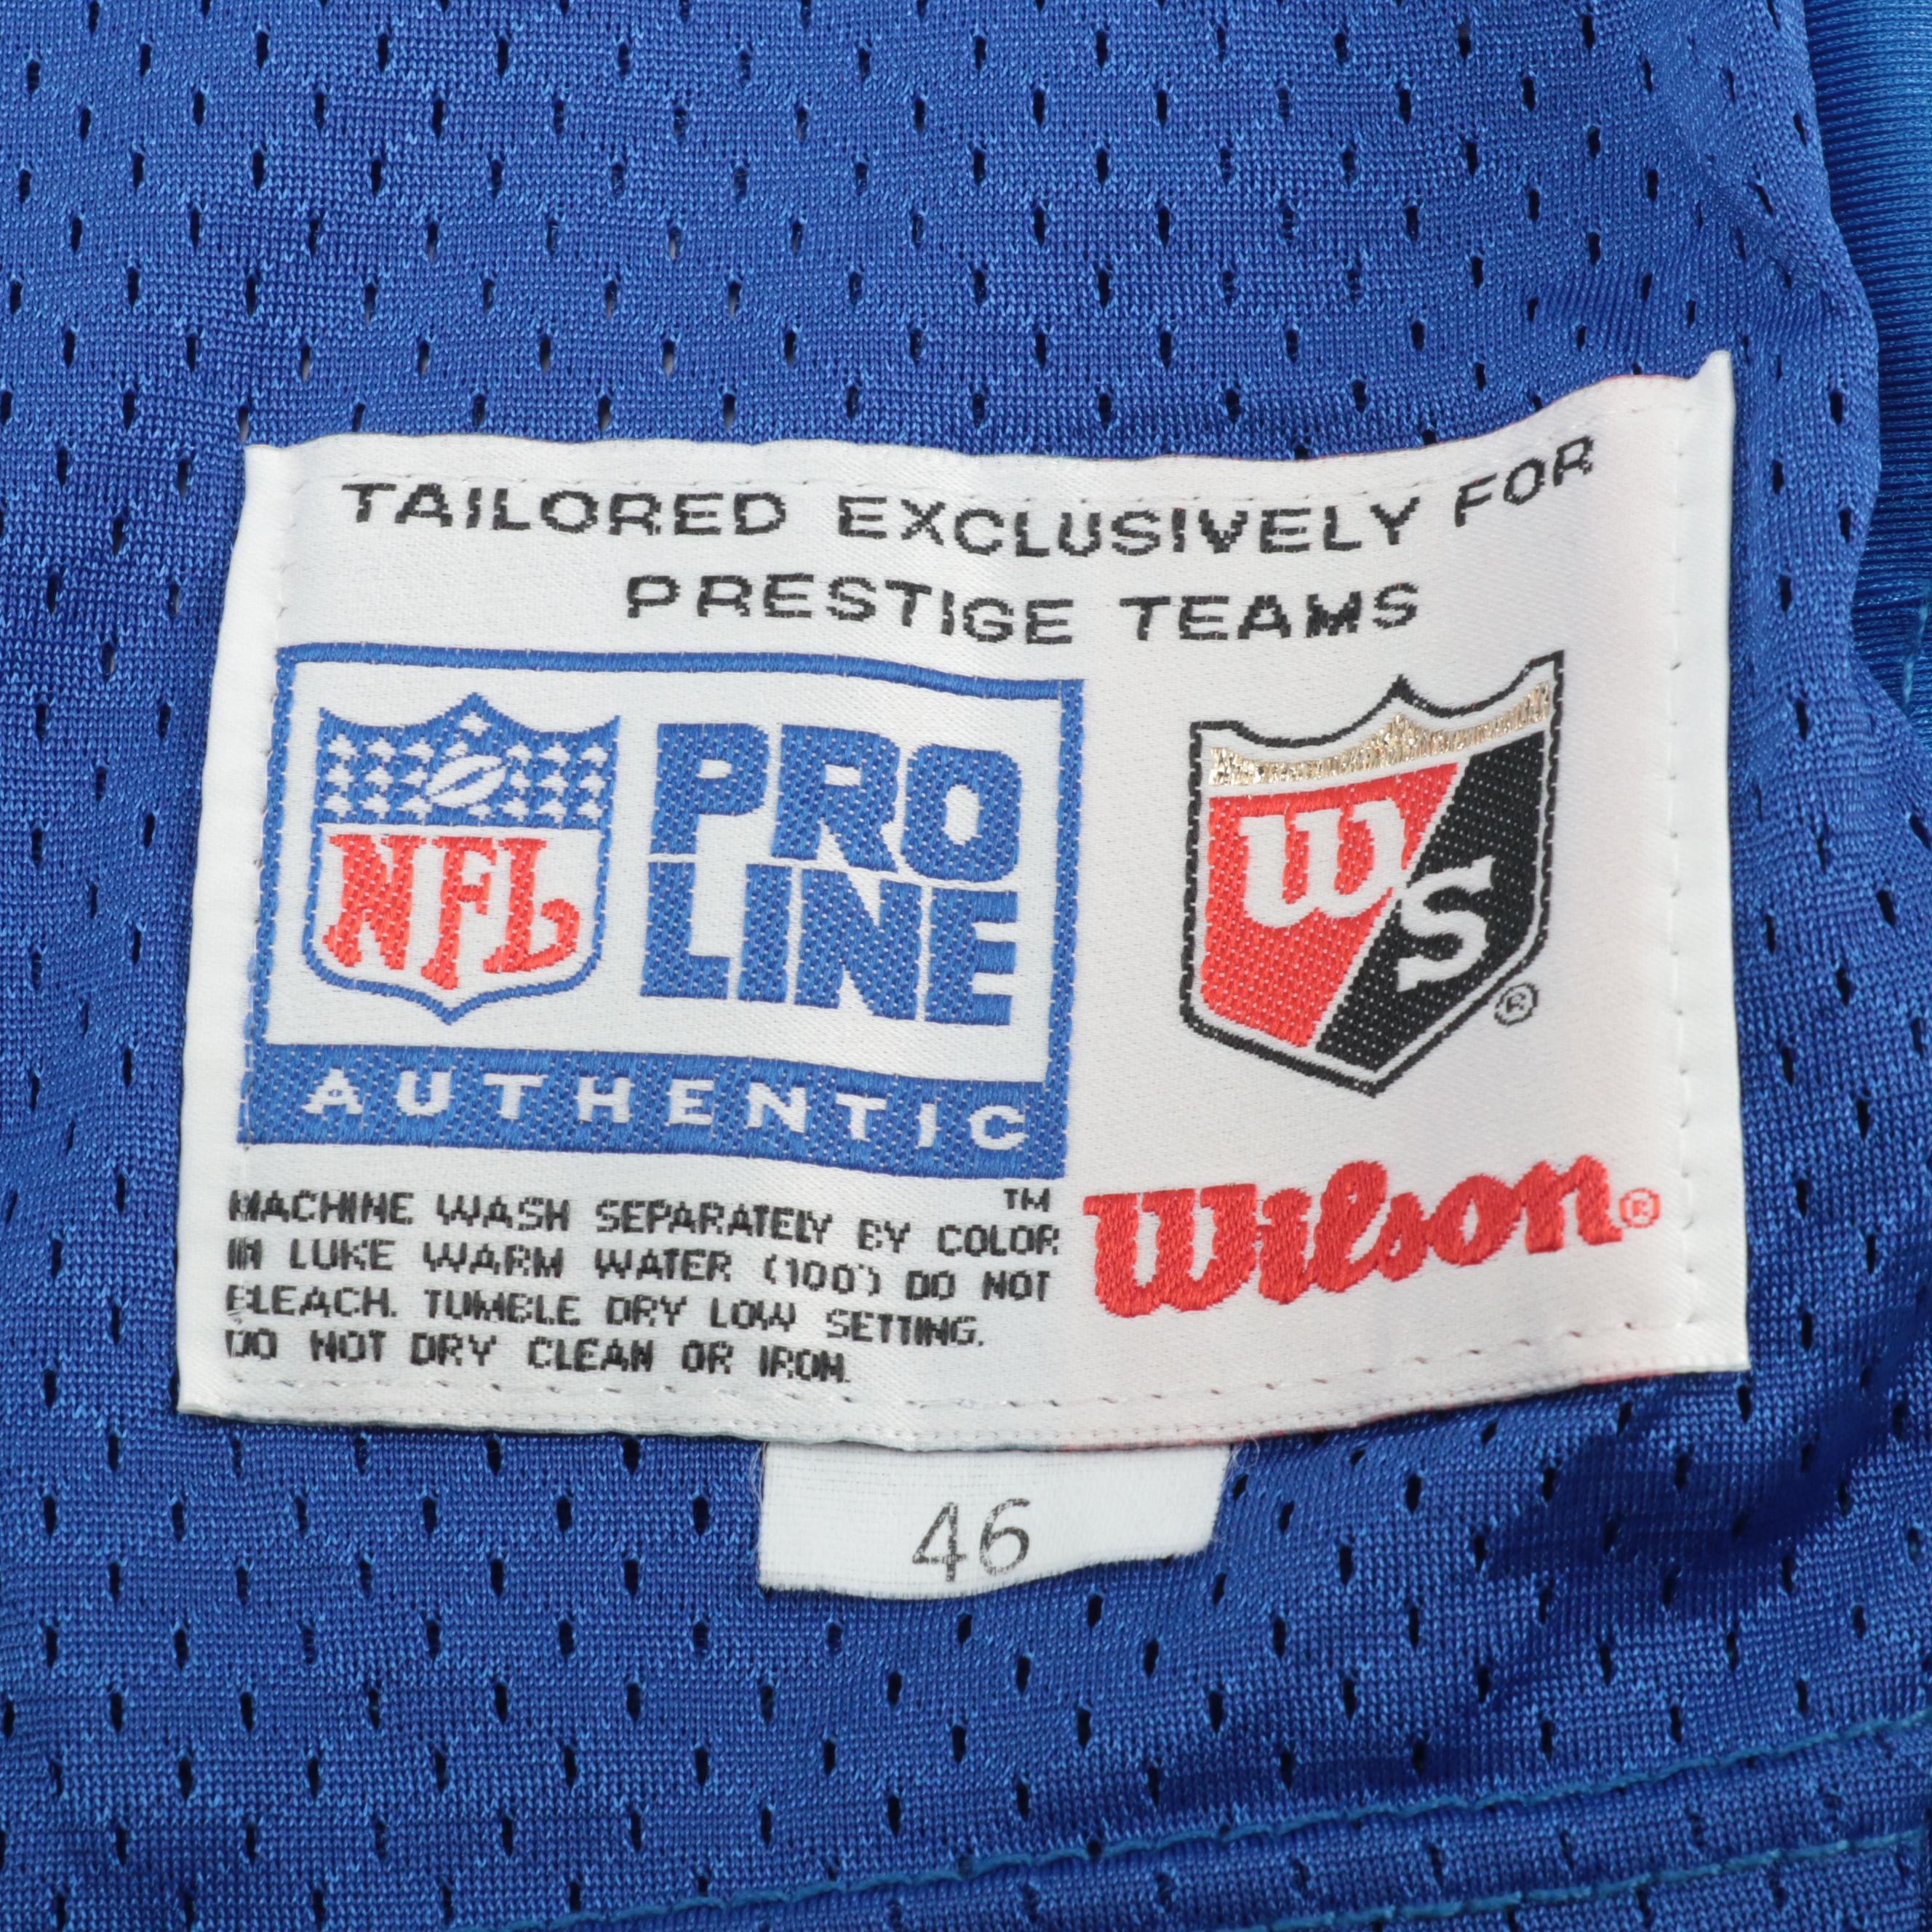 TAILORED EXCLUSIVELY FOR
PRESTIGE TEAMS
NFL
PRO
LINE
AUTHENTIC
™
WS
®
Wilson®
MACHINE WASH SEPARATELY BY COLOR
IN LUKE WARM WATER (100°) DO NOT
BLEACH. TUMBLE DRY LOW SETTING.
DO NOT DRY CLEAN OR IRON.
46